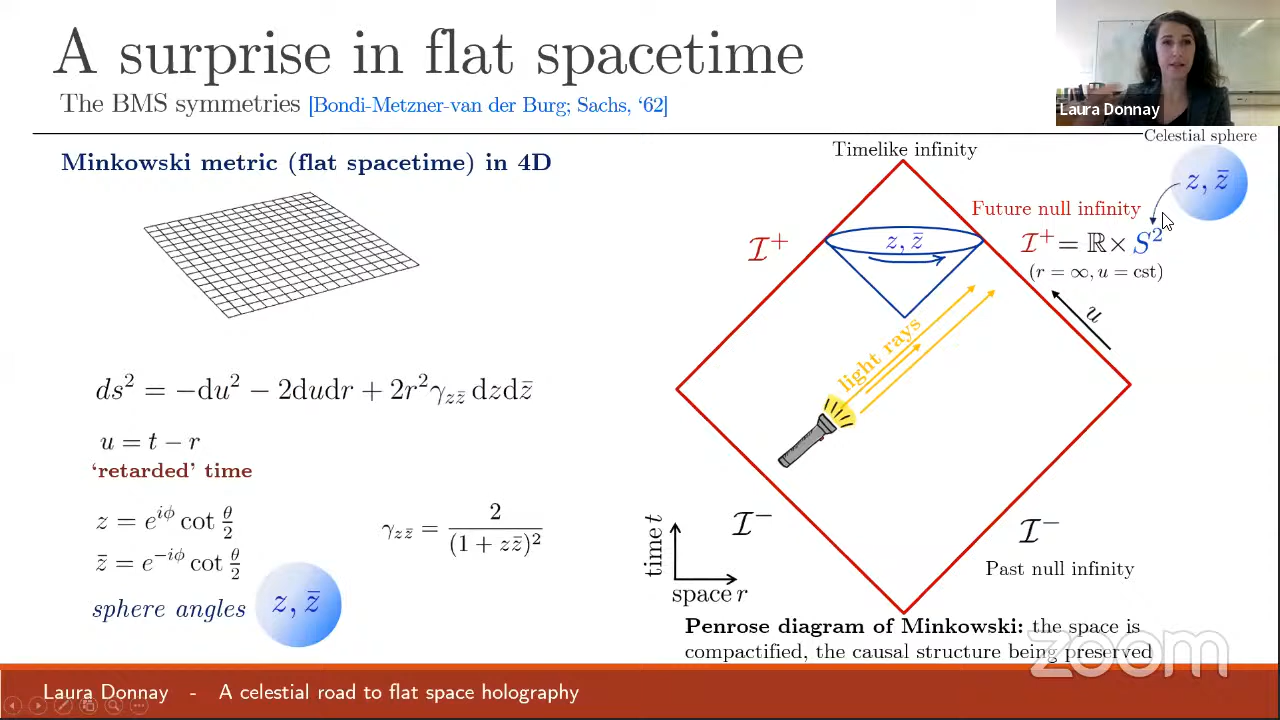 A surprise in flat spacetime
The BMS symmetries [Bondi-Metzner-van der Burg; Sachs, ‘62]
Laura Donnay
Minkowski metric (flat spacetime) in 4D
ds² = −du² − 2dudr + 2r²γ_{z z̄} dzdz̄
u = t − r
‘retarded’ time
z = e^{iϕ} cot θ/2
z̄ = e^{−iϕ} cot θ/2
γ_{z z̄} = 2/(1 + z z̄)²
sphere angles z, z̄
Celestial sphere
z, z̄
Timelike infinity
Future null infinity
ℐ⁺ = ℝ × S²
(r = ∞, u = cst)
ℐ⁺
z, z̄
u
light rays
ℐ⁻
ℐ⁻
Past null infinity
time t
space r
Penrose diagram of Minkowski: the space is
compactified, the causal structure being preserved
zoom
Laura Donnay - A celestial road to flat space holography